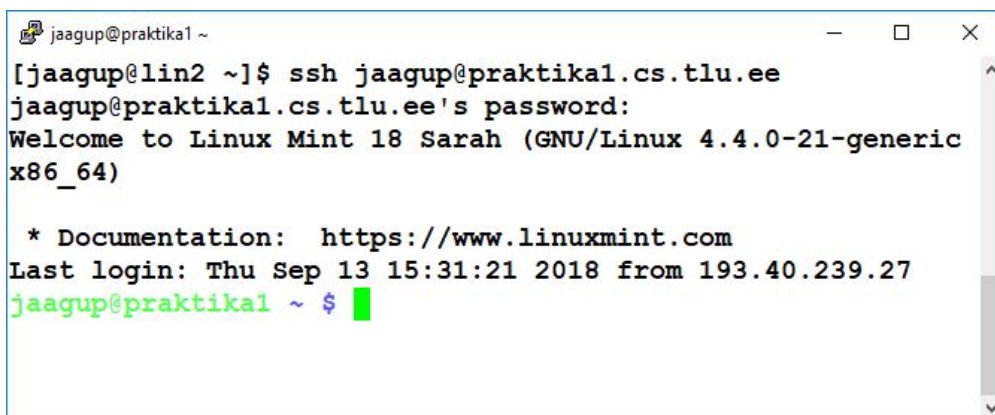 jaagup@praktika1 ~
[jaagup@lin2 ~]$ ssh jaagup@praktika1.cs.tlu.ee
jaagup@praktika1.cs.tlu.ee's password:
Welcome to Linux Mint 18 Sarah (GNU/Linux 4.4.0-21-generic
x86_64)
* Documentation:  https://www.linuxmint.com
Last login: Thu Sep 13 15:31:21 2018 from 193.40.239.27
jaagup@praktika1 ~ $